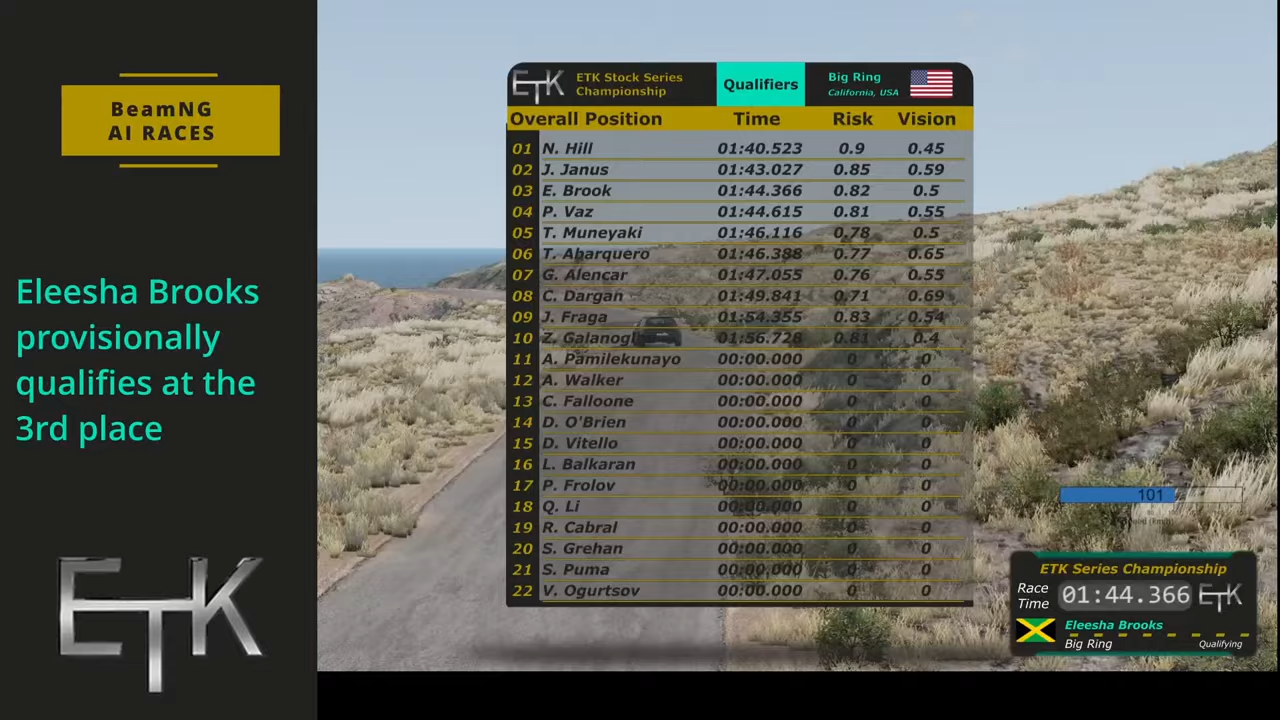 BeamNG
AI RACES
Eleesha Brooks
provisionally
qualifies at the
3rd place
ETK
ETK ETK Stock Series
Championship
Qualifiers
Big Ring
California, USA
Overall Position Time Risk Vision
01 N. Hill 01:40.523 0.9 0.45
02 J. Janus 01:43.027 0.85 0.59
03 E. Brook 01:44.366 0.82 0.5
04 P. Vaz 01:44.615 0.81 0.55
05 T. Muneyaki 01:46.116 0.78 0.5
06 T. Abarquero 01:46.388 0.77 0.65
07 G. Alencar 01:47.055 0.76 0.55
08 C. Dargan 01:49.841 0.71 0.69
09 J. Fraga 01:54.355 0.83 0.54
10 Z. 01:56.728 0.81 0.4
11 A. Pamilekunayo 00:00.000 0 0
12 A. Walker 00:00.000 0 0
13 C. Falloone 00:00.000 0 0
14 D. O'Brien 00:00.000 0 0
15 D. Vitello 00:00.000 0 0
16 L. Balkaran 00:00.000 0 0
17 P. Frolov 00:00.000 0 0
18 Q. Li 00:00.000 0 0
19 R. Cabral 00:00.000 0 0
20 S. Grehan 00:00.000 0 0
21 S. Puma 00:00.000 0 0
22 V. Ogurtsov 00:00.000 0 0
101
ETK Series Championship
Race
Time
01:44.366 ETK
Eleesha Brooks
Big Ring Qualifying